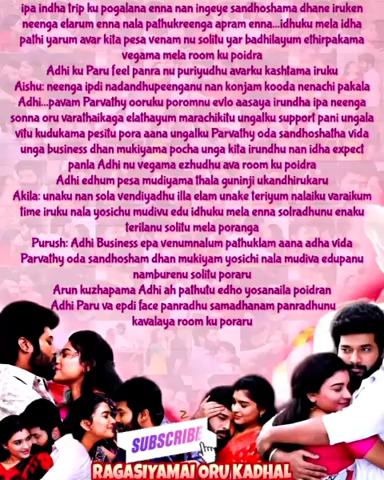 ipa indha trip ku pogalana enna nan ingeye sandhoshama dhane iruken
neenga elarum enna nala pathukreenga apram enna...idhuku mela idha
pathi yarum avar kita pesa venam nu solitu yar badhilayum ethirpakama
vegama mela room ku poidra
Adhi ku Paru feel panra nu puriyudhu avarku kashtama iruku
Aishu: neenga ipdi nadandhupeenganu nan konjam kooda nenachi pakala
Adhi...pavam Parvathy ooruku poromnu evlo aasaya irundha ipa neenga
sonna oru varathaikaga elathayum marachikitu ungalku support pani ungala
vitu kudukama pesitu pora aana ungalku Parvathy oda sandhoshatha vida
unga business dhan mukiyama pocha unga kita irundhu nan idha expect
panla Adhi nu vegama ezhudhu ava room ku poidra
Adhi edhum pesa mudiyama thala guninji ukandhirukaru
Akila: unaku nan sola vendiyadhu illa elam unake teriyum nalaiku varaikum
time iruku nala yosichu mudivu edu idhuku mela enna solradhunu enaku
terilanu solitu mela poranga
Purush: Adhi Business epa venumnalum pathuklam aana adha vida
Parvathy oda sandhosham dhan mukiyam yosichi nala mudiva edupanu
namburenu solitu poraru
Arun kuzhapama Adhi ah pathutu edho yosanaila poidran
Adhi Paru va epdi face panradhu samadhanam panradhunu
kavalaya room ku poraru
SUBSCRIBE
RAGASIYAMAI ORU KADHAL